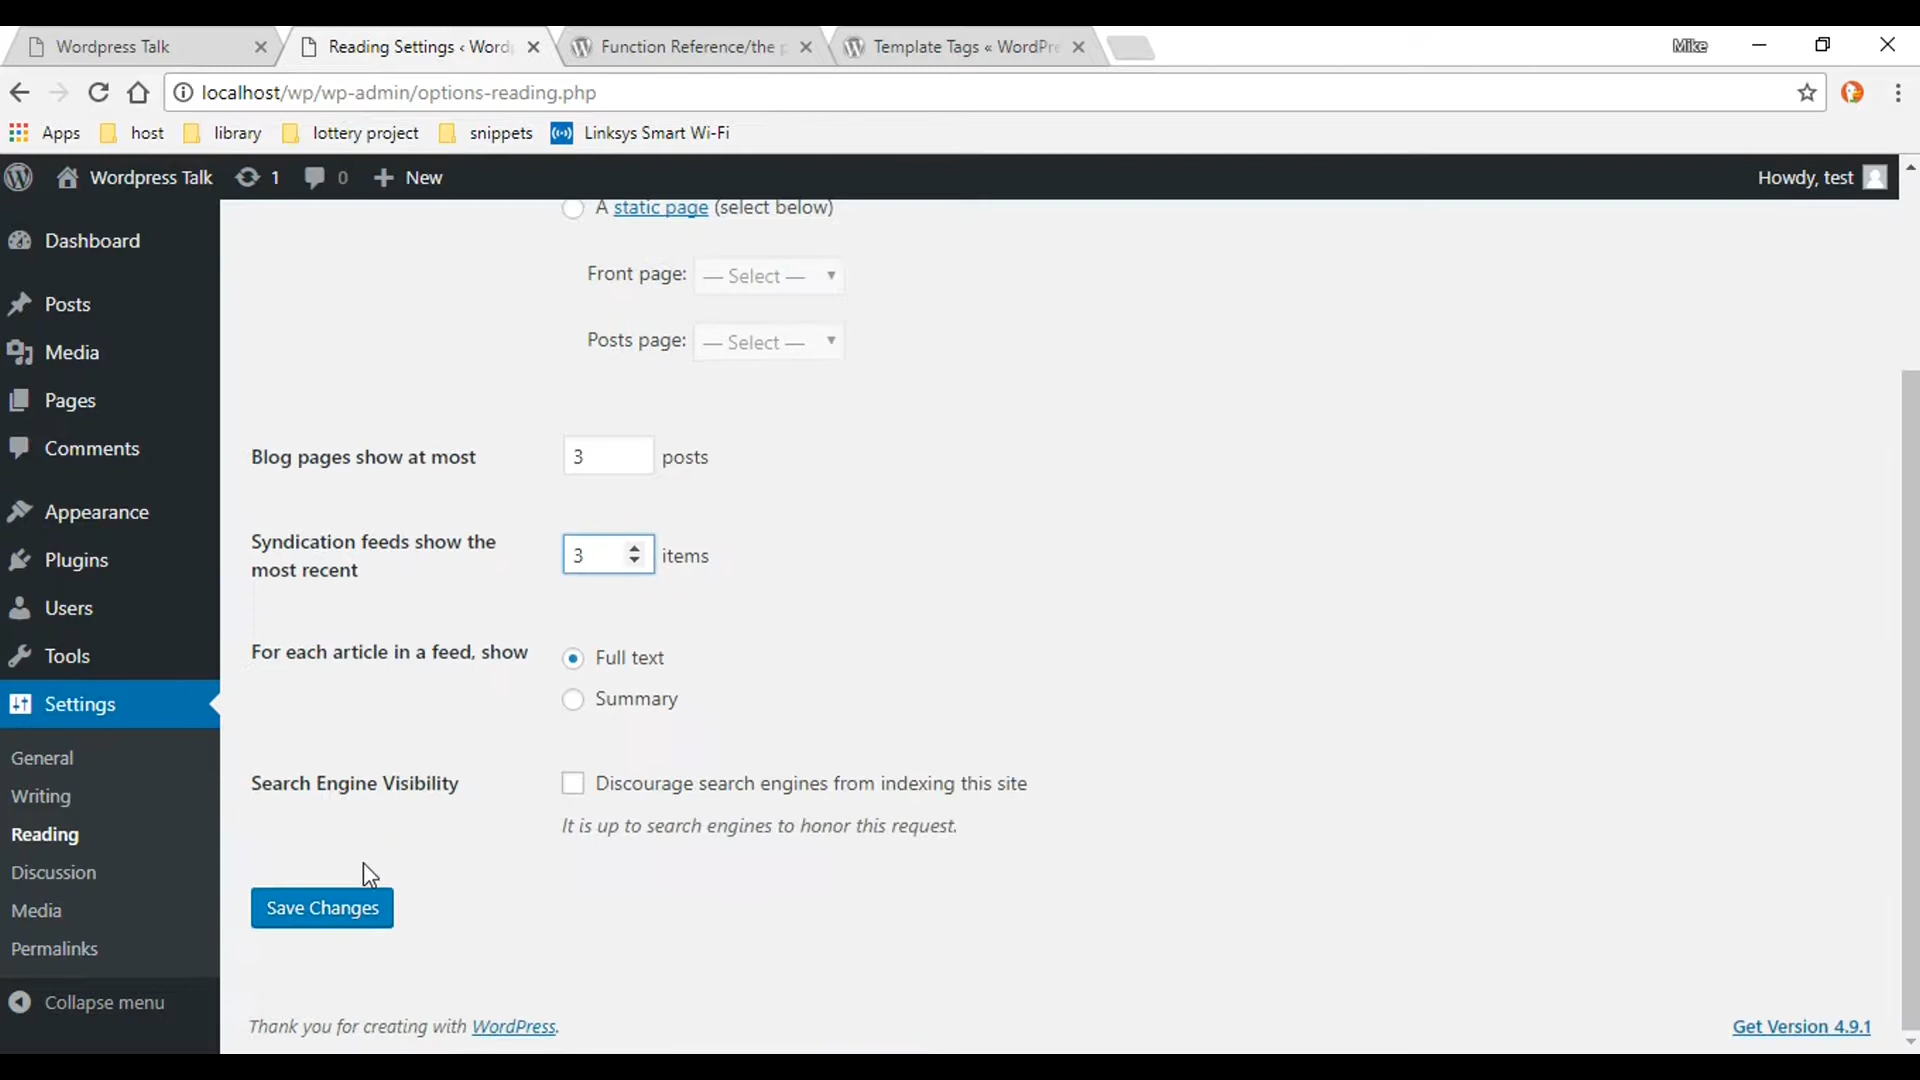 Wordpress Talk
Reading Settings ‹ Word
Function Reference/the p
Template Tags « WordPre
Mike
localhost/wp/wp-admin/options-reading.php
Apps
host
library
lottery project
snippets
Linksys Smart Wi-Fi
Wordpress Talk
1
0
New
Howdy, test
Dashboard
Posts
Media
Pages
Comments
Appearance
Plugins
Users
Tools
Settings
General
Writing
Reading
Discussion
Media
Permalinks
Collapse menu
A static page (select below)
Front page: — Select —
Posts page: — Select —
Blog pages show at most 3 posts
Syndication feeds show the
most recent
3 items
For each article in a feed, show
Full text
Summary
Search Engine Visibility
Discourage search engines from indexing this site
It is up to search engines to honor this request.
Save Changes
Thank you for creating with WordPress.
Get Version 4.9.1